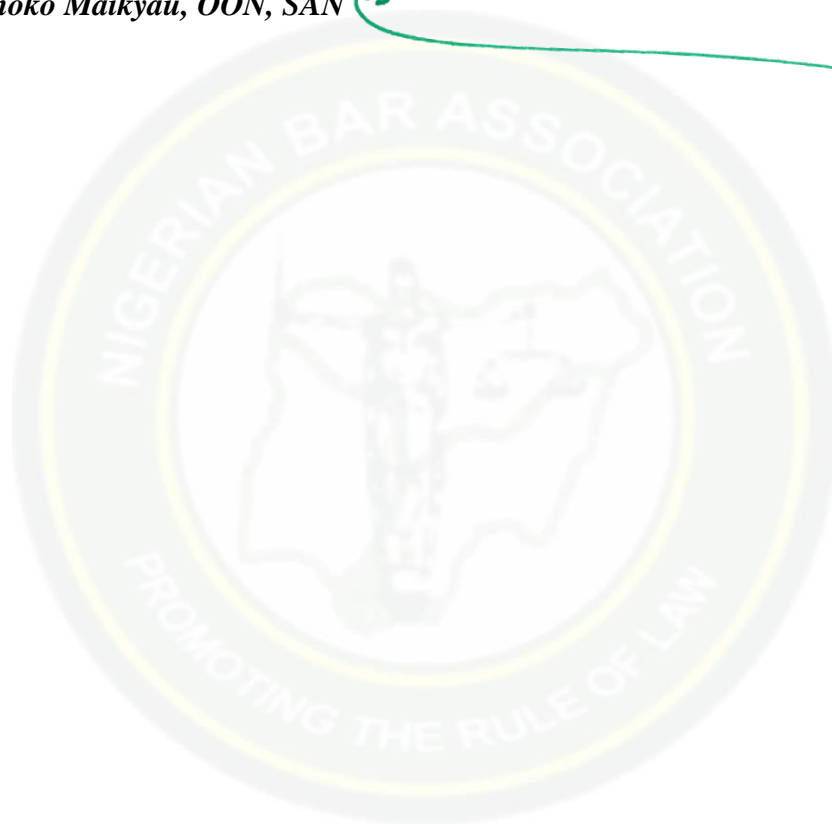 Maikyau, OON, SAN
NIGERIAN BAR ASSOCIATION
PROMOTING THE RULE OF LAW